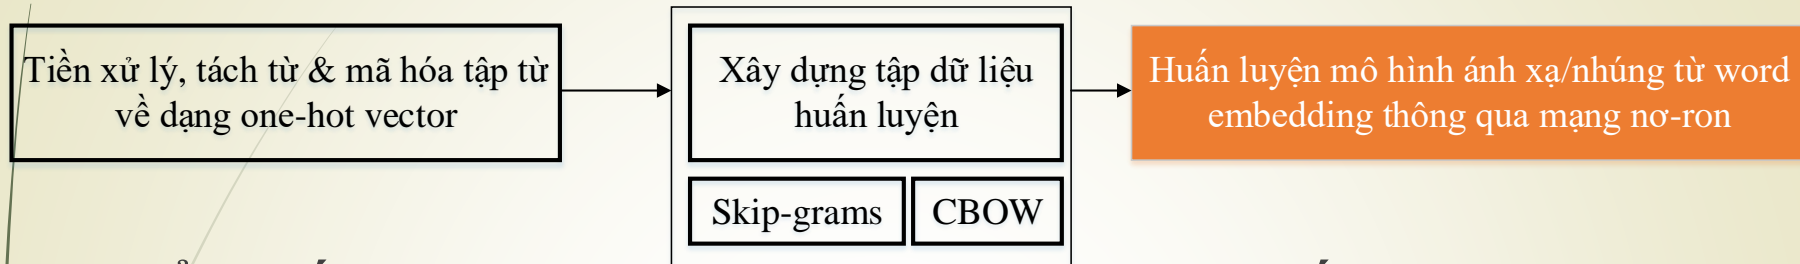 Tiền xử lý, tách từ & mã hóa tập từ
về dạng one-hot vector
Xây dựng tập dữ liệu
huấn luyện
Skip-grams
CBOW
Huấn luyện mô hình ánh xạ/nhúng từ word
embedding thông qua mạng nơ-ron